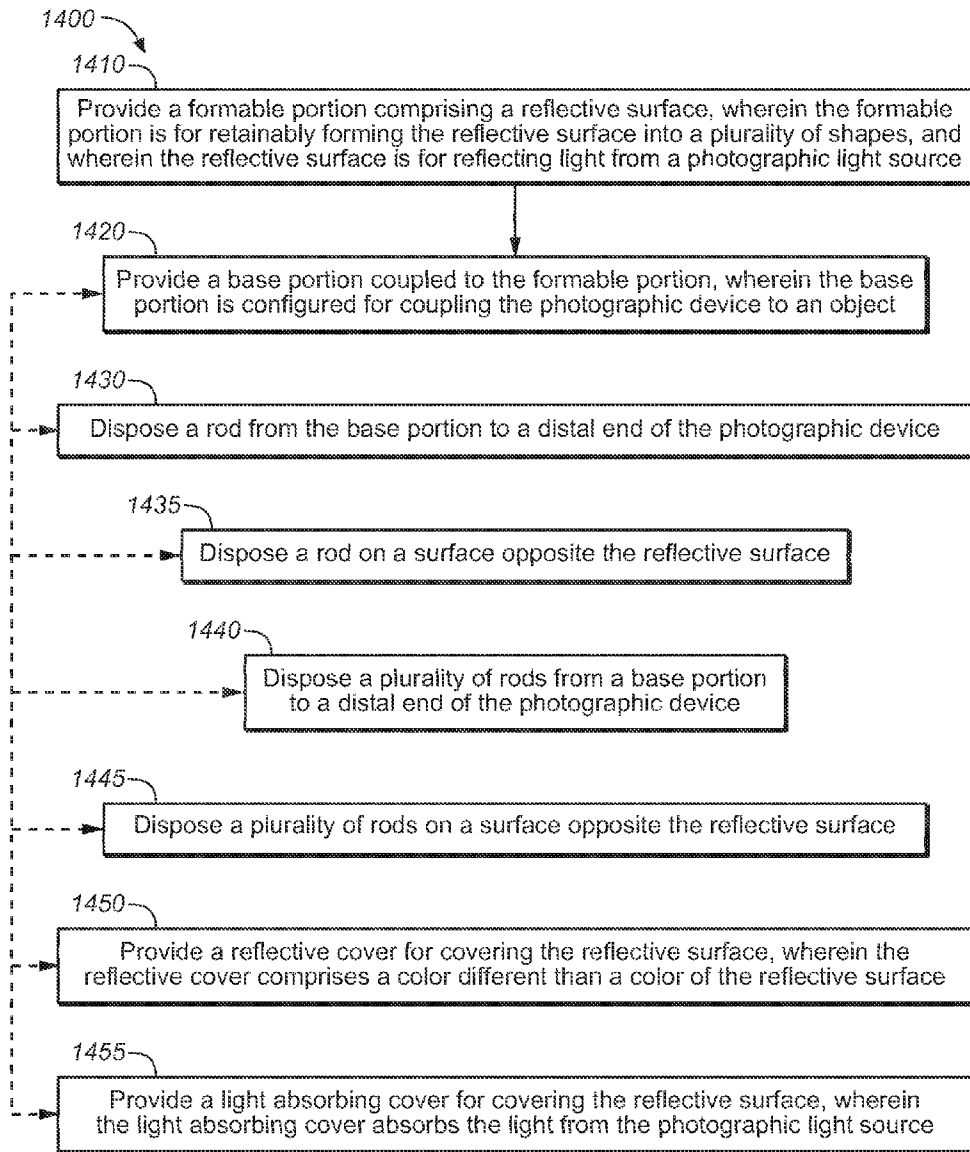 1400
1410
Provide a formable portion comprising a reflective surface, wherein the formable
portion is for retainably forming the reflective surface into a plurality of shapes, and
wherein the reflective surface is for reflecting light from a photographic light source
1420
Provide a base portion coupled to the formable portion, wherein the base
portion is configured for coupling the photographic device to an object
1430
Dispose a rod from the base portion to a distal end of the photographic device
1435
Dispose a rod on a surface opposite the reflective surface
1440
Dispose a plurality of rods from a base portion
to a distal end of the photographic device
1445
Dispose a plurality of rods on a surface opposite the reflective surface
1450
Provide a reflective cover for covering the reflective surface, wherein the
reflective cover comprises a color different than a color of the reflective surface
1455
Provide a light absorbing cover for covering the reflective surface, wherein
the light absorbing cover absorbs the light from the photographic light source